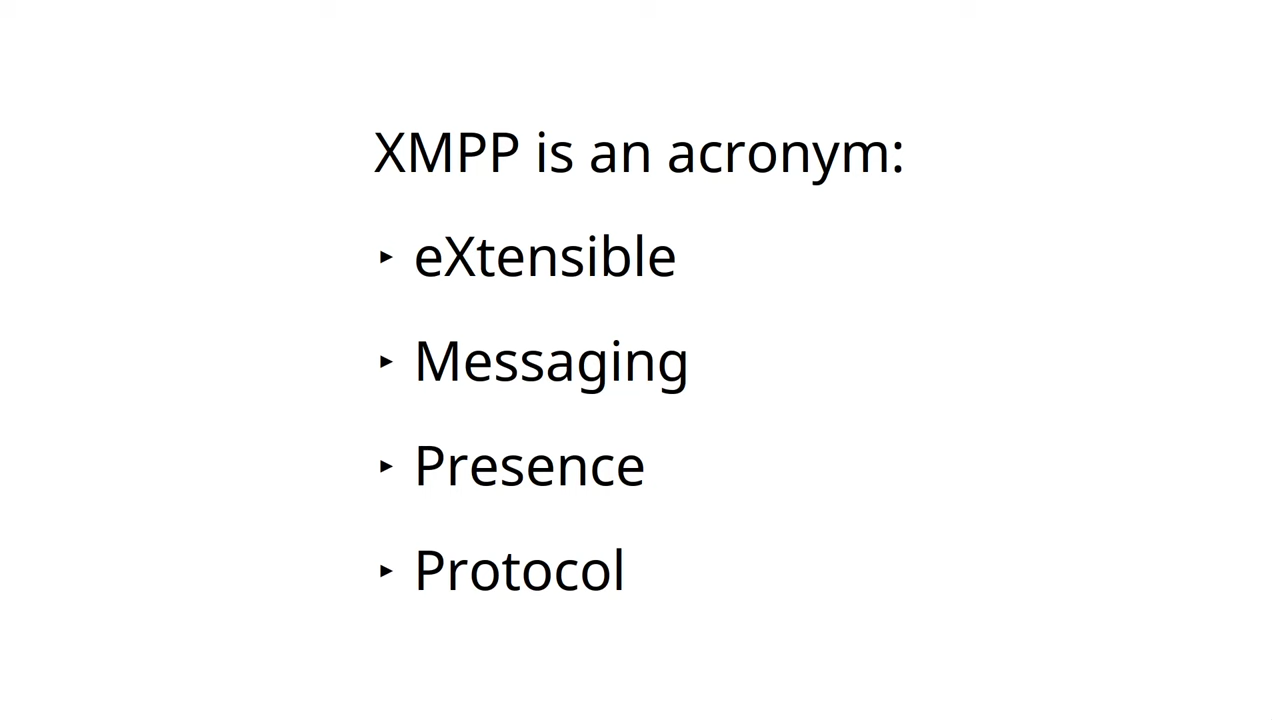 XMPP is an acronym:
‣ eXtensible
‣ Messaging
‣ Presence
‣ Protocol